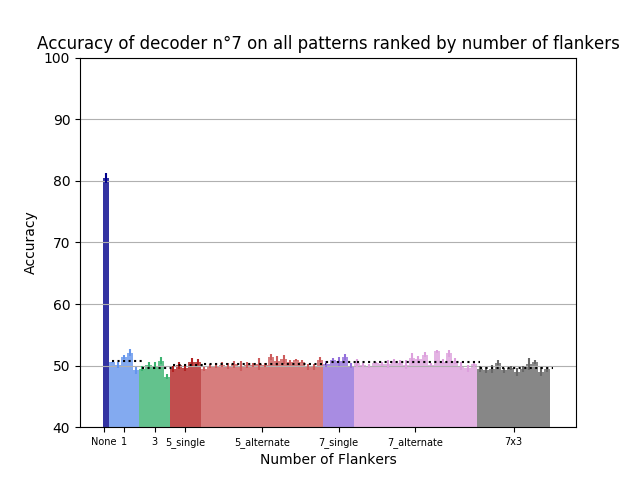 Accuracy of decoder n°7 on all patterns ranked by number of flankers
100
90
80
70
60
50
40
Accuracy
None 1 3 5_single 5_alternate 7_single 7_alternate 7x3
Number of Flankers